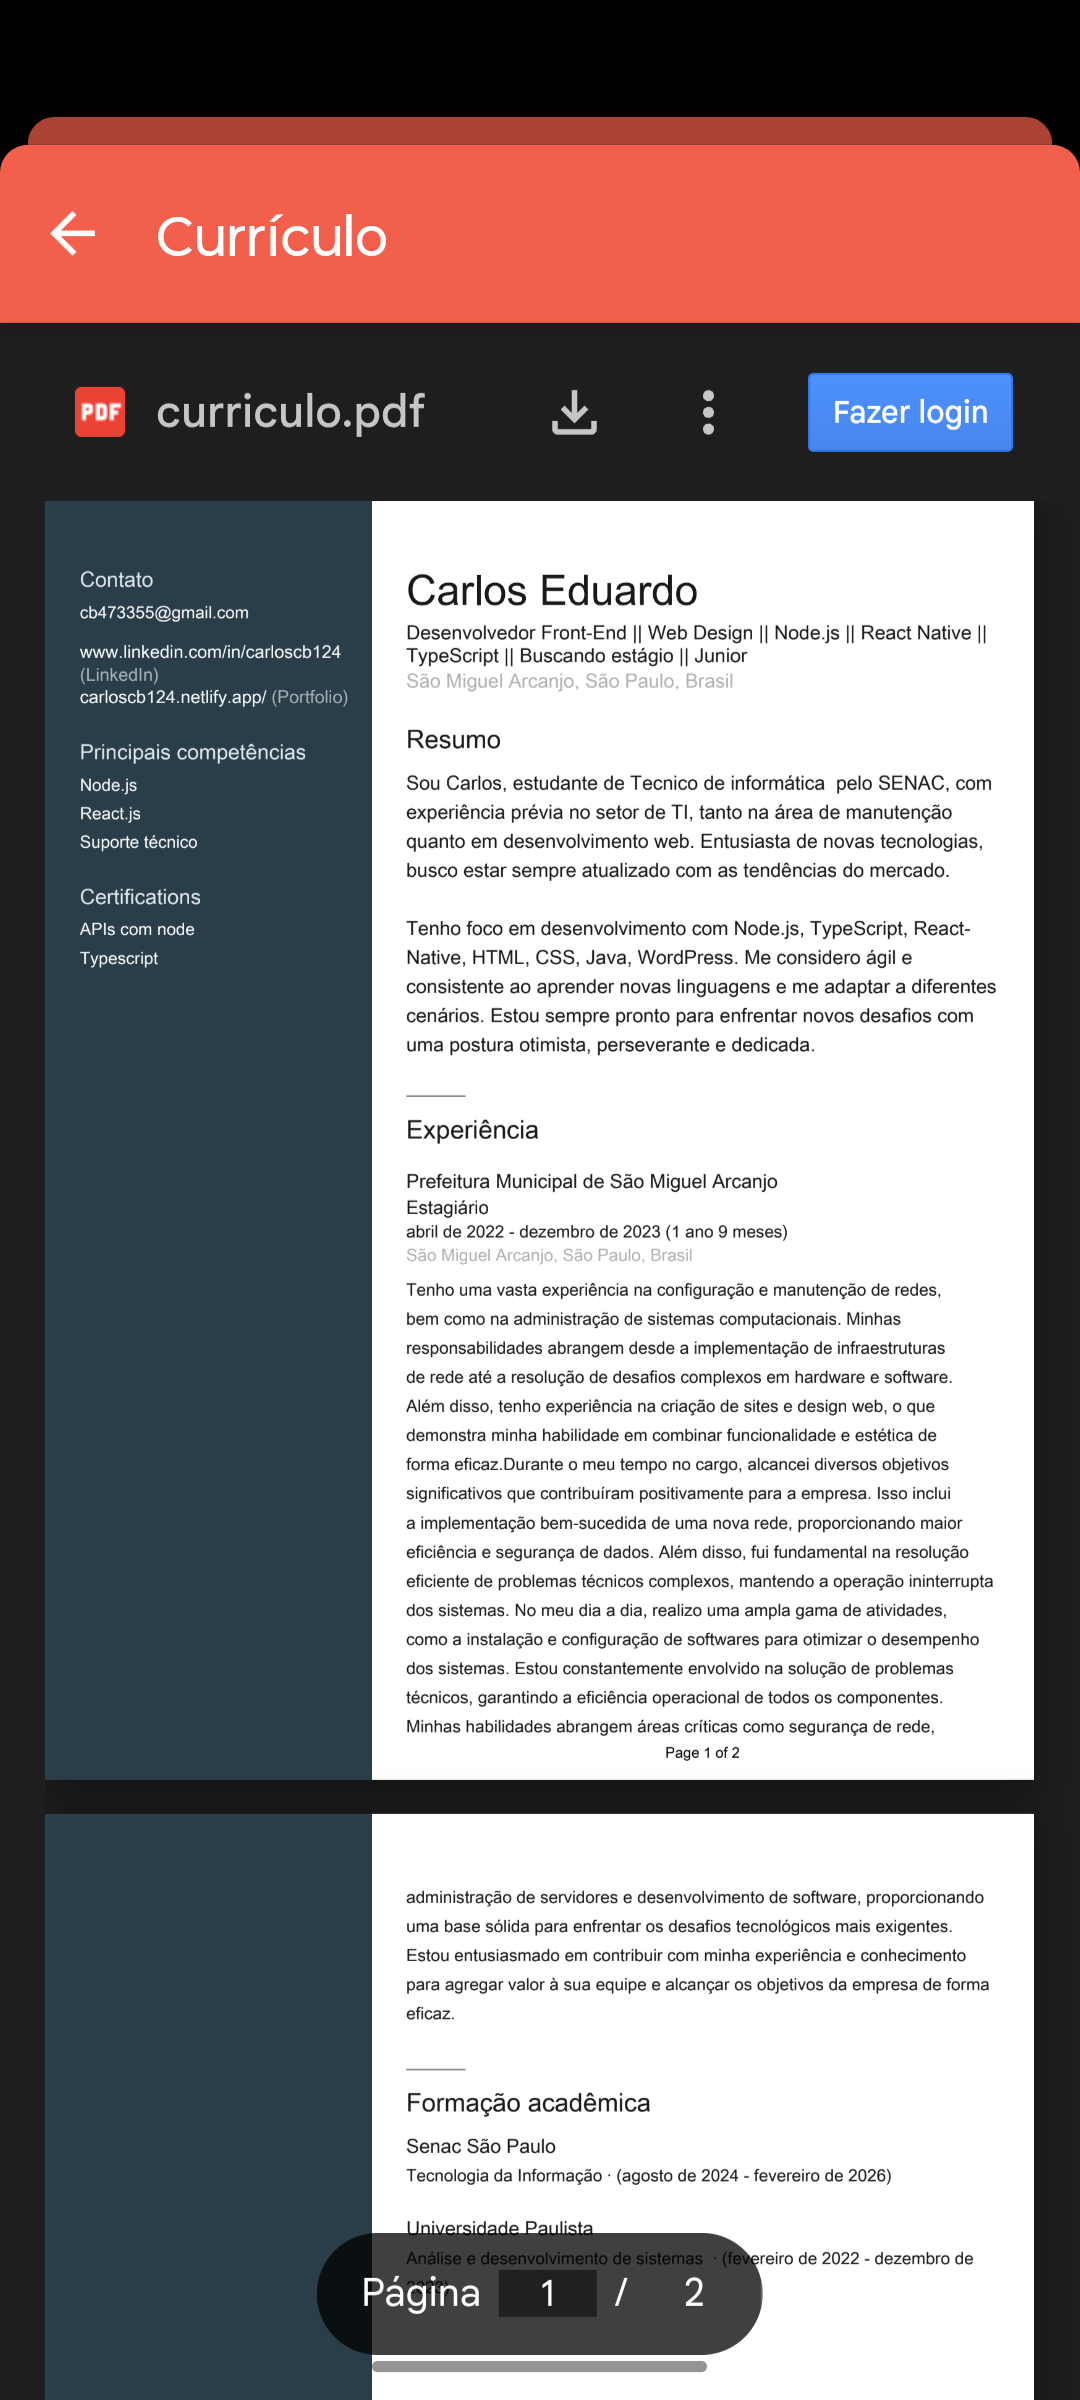 Currículo
PDF
curriculo.pdf
Fazer login
Contato
cb473355@gmail.com
www.linkedin.com/in/carloscb124
(LinkedIn)
carloscb124.netlify.app/ (Portfolio)
Principais competências
Node.js
React.js
Suporte técnico
Certifications
APIs com node
Typescript
Carlos Eduardo
Desenvolvedor Front-End || Web Design || Node.js || React Native ||
TypeScript || Buscando estágio || Junior
São Miguel Arcanjo, São Paulo, Brasil
Resumo
Sou Carlos, estudante de Tecnico de informática  pelo SENAC, com
experiência prévia no setor de TI, tanto na área de manutenção
quanto em desenvolvimento web. Entusiasta de novas tecnologias,
busco estar sempre atualizado com as tendências do mercado.
Tenho foco em desenvolvimento com Node.js, TypeScript, React-
Native, HTML, CSS, Java, WordPress. Me considero ágil e
consistente ao aprender novas linguagens e me adaptar a diferentes
cenários. Estou sempre pronto para enfrentar novos desafios com
uma postura otimista, perseverante e dedicada.
Experiência
Prefeitura Municipal de São Miguel Arcanjo
Estagiário
abril de 2022 - dezembro de 2023 (1 ano 9 meses)
São Miguel Arcanjo, São Paulo, Brasil
Tenho uma vasta experiência na configuração e manutenção de redes,
bem como na administração de sistemas computacionais. Minhas
responsabilidades abrangem desde a implementação de infraestruturas
de rede até a resolução de desafios complexos em hardware e software.
Além disso, tenho experiência na criação de sites e design web, o que
demonstra minha habilidade em combinar funcionalidade e estética de
forma eficaz.Durante o meu tempo no cargo, alcancei diversos objetivos
significativos que contribuíram positivamente para a empresa. Isso inclui
a implementação bem-sucedida de uma nova rede, proporcionando maior
eficiência e segurança de dados. Além disso, fui fundamental na resolução
eficiente de problemas técnicos complexos, mantendo a operação ininterrupta
dos sistemas. No meu dia a dia, realizo uma ampla gama de atividades,
como a instalação e configuração de softwares para otimizar o desempenho
dos sistemas. Estou constantemente envolvido na solução de problemas
técnicos, garantindo a eficiência operacional de todos os componentes.
Minhas habilidades abrangem áreas críticas como segurança de rede,
Page 1 of 2
administração de servidores e desenvolvimento de software, proporcionando
uma base sólida para enfrentar os desafios tecnológicos mais exigentes.
Estou entusiasmado em contribuir com minha experiência e conhecimento
para agregar valor à sua equipe e alcançar os objetivos da empresa de forma
eficaz.
Formação acadêmica
Senac São Paulo
Tecnologia da Informação · (agosto de 2024 - fevereiro de 2026)
Universidade Paulista
Análise e desenvolvimento de sistemas  · (fevereiro de 2022 - dezembro de
Página 1 / 2